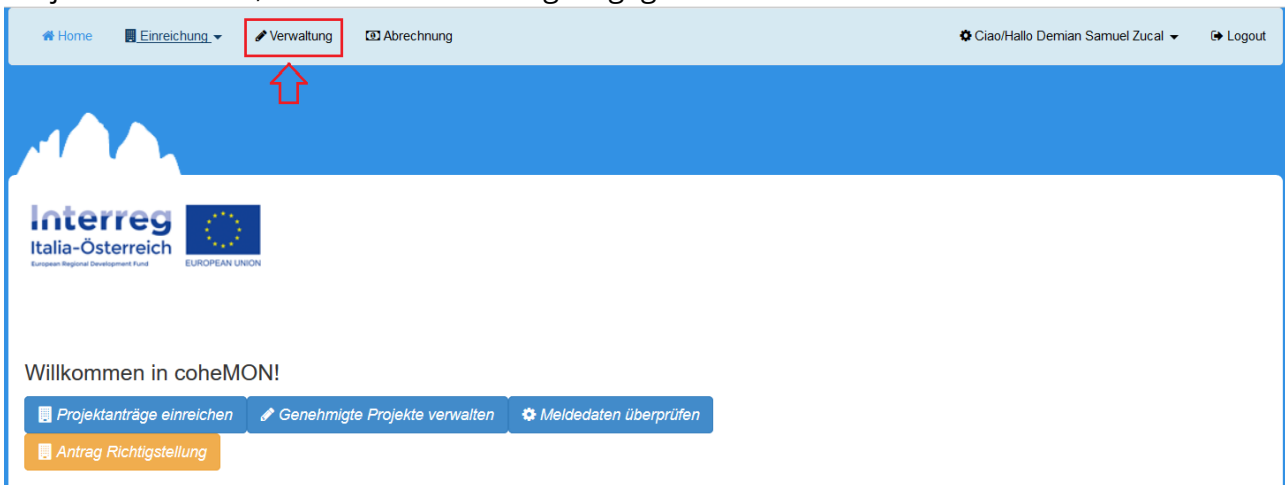 Home Einreichung Verwaltung Abrechnung Ciao/Hallo Demian Samuel Zucal Logout
Interreg
Italia-Österreich
European Regional Development Fund EUROPEAN UNION
Willkommen in coheMON!
Projektanträge einreichen Genehmigte Projekte verwalten Meldedaten überprüfen
Antrag Richtigstellung